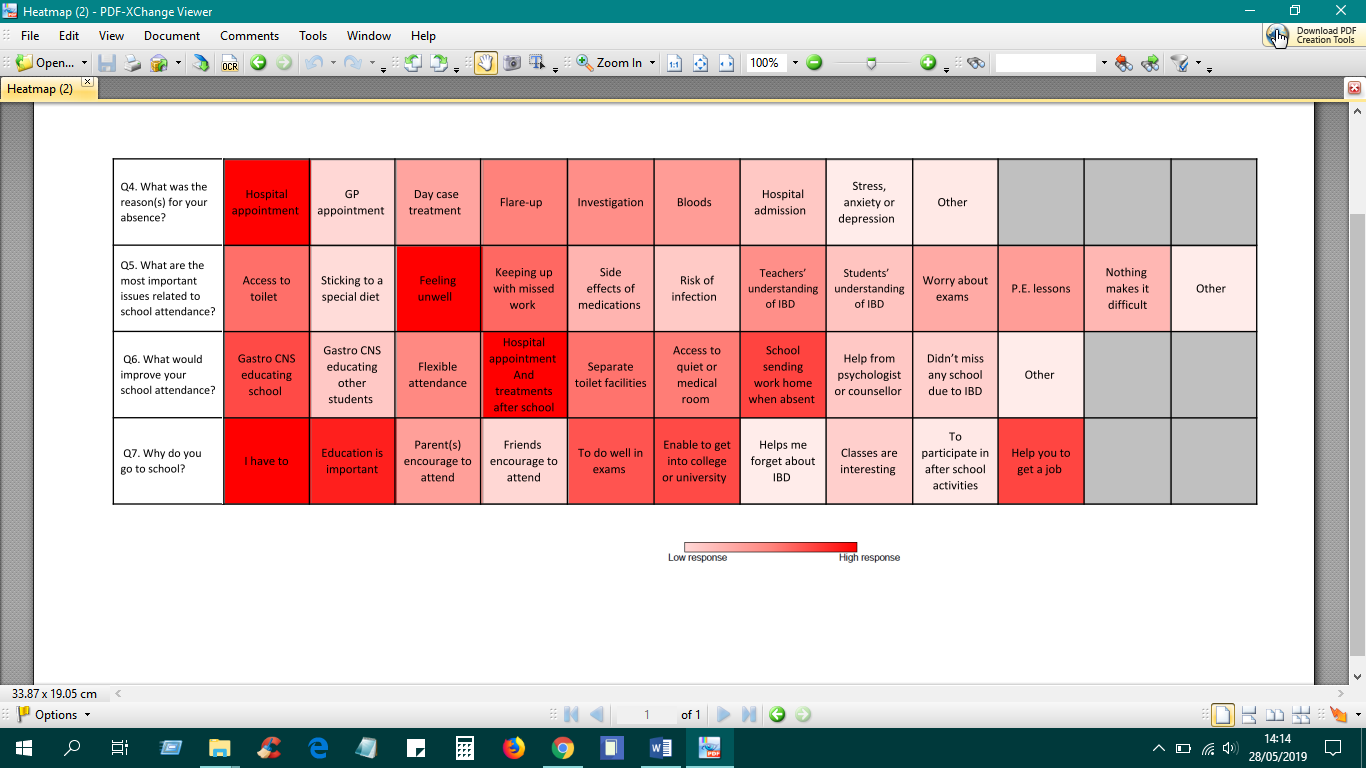 Heatmap (2) - PDF-XChange Viewer
File Edit View Document Comments Tools Window Help
Download PDF
Creation Tools
Open...
OCR
Zoom In
1:1
100%
Heatmap (2)
Q4. What was the
reason(s) for your
absence?
Hospital
appointment
GP
appointment
Day case
treatment
Flare-up
Investigation
Bloods
Hospital
admission
Stress,
anxiety or
depression
Other
Q5. What are the
most important
issues related to
school attendance?
Access to
toilet
Sticking to a
special diet
Feeling
unwell
Keeping up
with missed
work
Side
effects of
medications
Risk of
infection
Teachers’
understanding
of IBD
Students’
understanding
of IBD
Worry about
exams
P.E. lessons
Nothing
makes it
difficult
Other
Q6. What would
improve your
school attendance?
Gastro CNS
educating
school
Gastro CNS
educating
other
students
Flexible
attendance
Hospital
appointment
And
treatments
after school
Separate
toilet facilities
Access to
quiet or
medical
room
School
sending
work home
when absent
Help from
psychologist
or counsellor
Didn’t miss
any school
due to IBD
Other
Q7. Why do you
go to school?
I have to
Education is
important
Parent(s)
encourage to
attend
Friends
encourage to
attend
To do well in
exams
Enable to get
into college
or university
Helps me
forget about
IBD
Classes are
interesting
To
participate in
after school
activities
Help you to
get a job
Low response
High response
33.87 x 19.05 cm
Options
1 of 1
14:14
28/05/2019